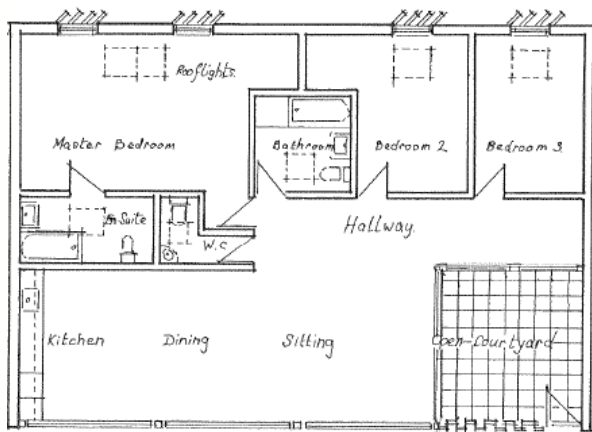 Rooflights.
Master Bedroom
Bathroom
Bedroom 2
Bedroom 3.
En Suite
W.C
Hallway.
Kitchen
Dining
Sitting
Open-Courtyard